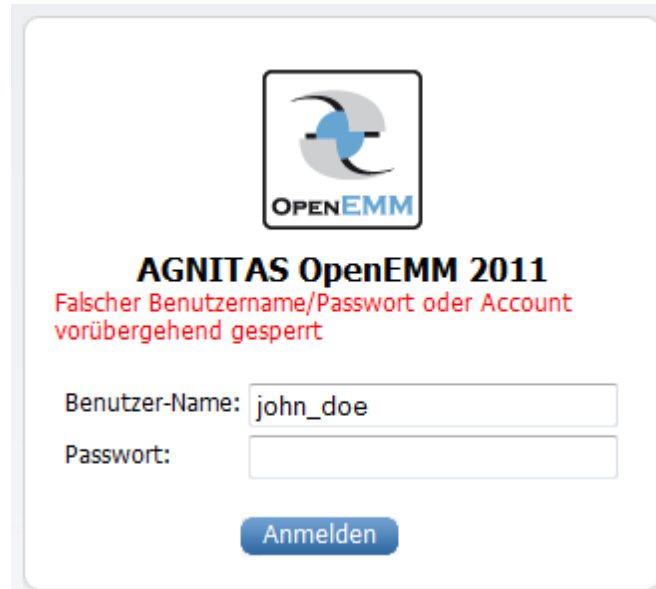 OPENEMM
AGNITAS OpenEMM 2011
Falscher Benutzername/Passwort oder Account
vorübergehend gesperrt
Benutzer-Name: john_doe
Passwort:
Anmelden